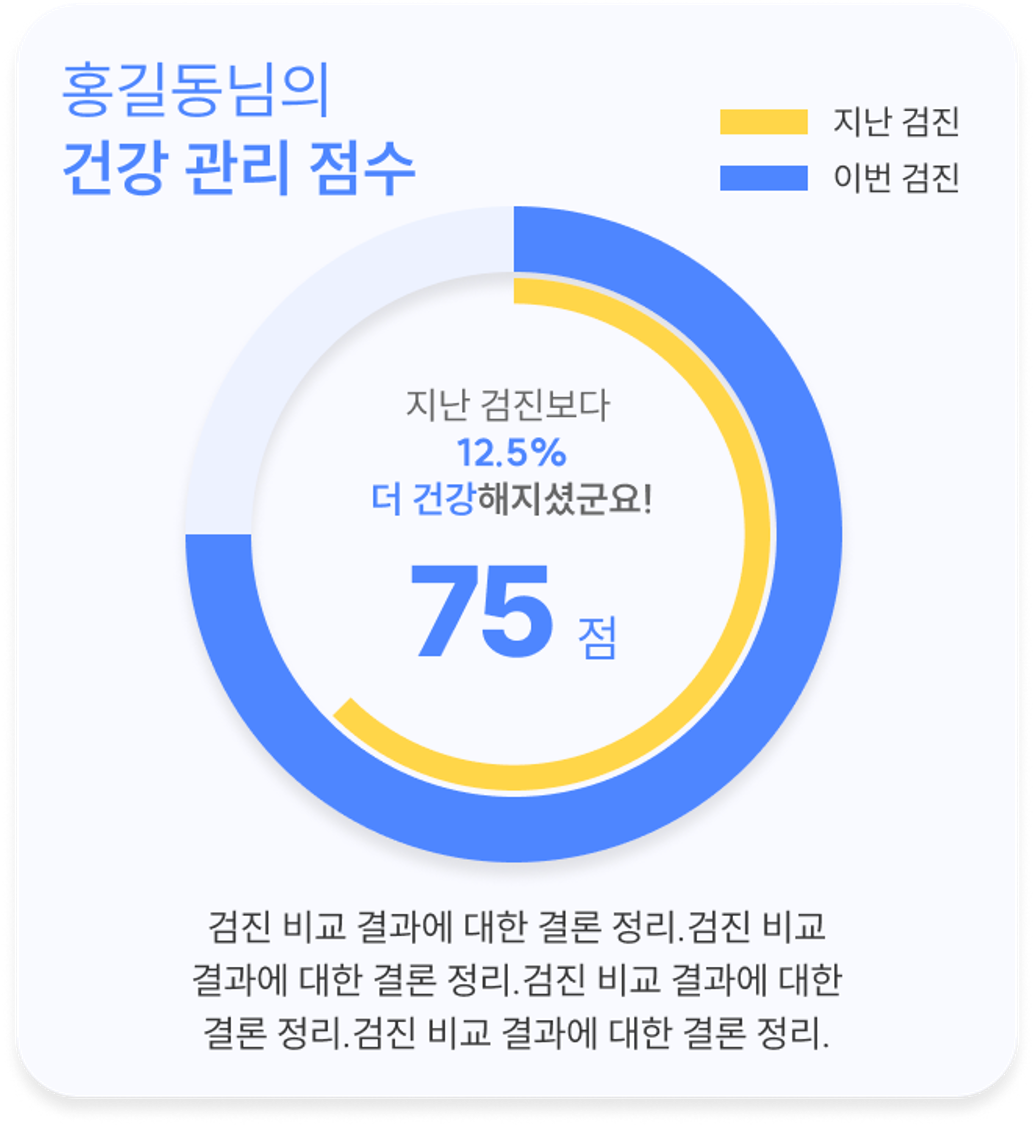 홍길동님의
건강 관리 점수
지난 검진
이번 검진
지난 검진보다
12.5%
더 건강해지셨군요!
75 점
검진 비교 결과에 대한 결론 정리.검진 비교
결과에 대한 결론 정리.검진 비교 결과에 대한
결론 정리.검진 비교 결과에 대한 결론 정리.